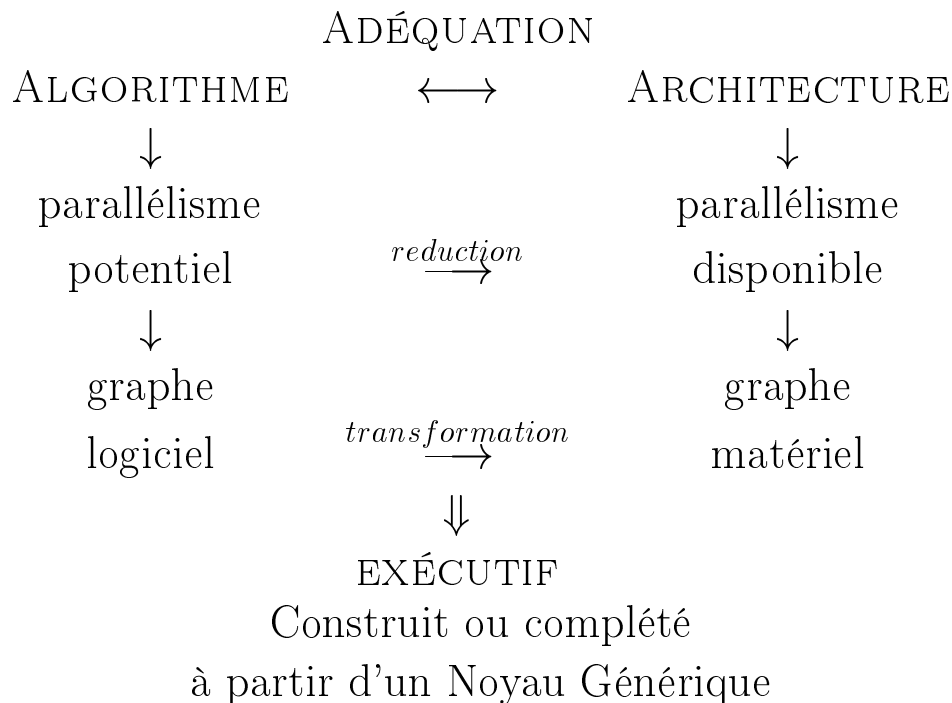 ADÉQUATION
ALGORITHME ↔ ARCHITECTURE
↓ ↓
parallélisme parallélisme
reduction
potentiel → disponible
↓ ↓
graphe graphe
transformation
logiciel → matériel
⇓
EXÉCUTIF
Construit ou complété
à partir d'un Noyau Générique